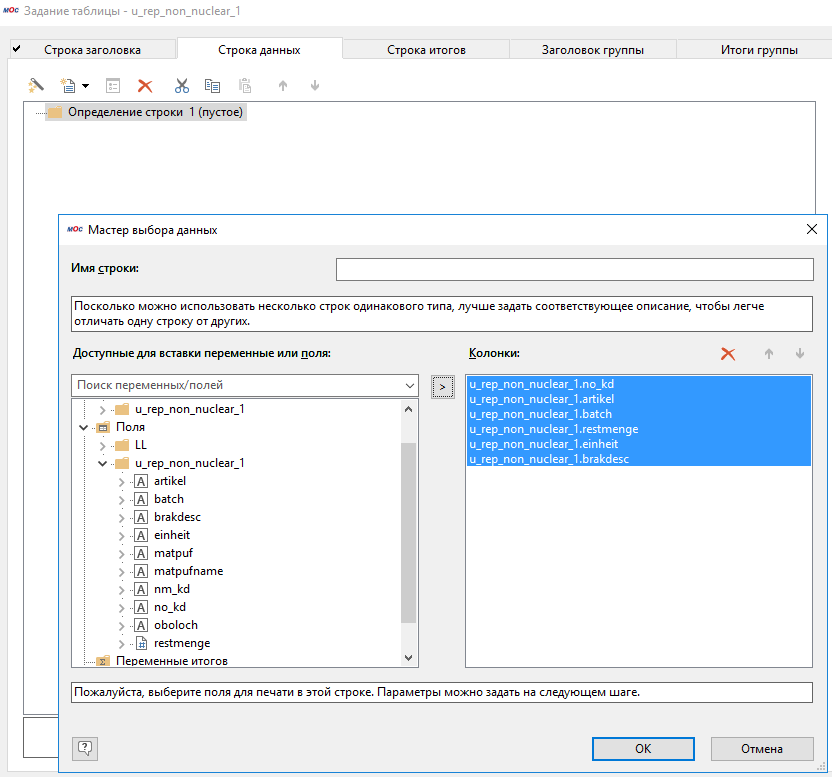 мос Задание таблицы - u_rep_non_nuclear_1
Строка заголовка Строка данных Строка итогов Заголовок группы Итоги группы
Определение строки 1 (пустое)
мос Мастер выбора данных
Имя строки:
Посколько можно использовать несколько строк одинакового типа, лучше задать соответствующее описание, чтобы легче
отличать одну строку от других.
Доступные для вставки переменные или поля:
Поиск переменных/полей
u_rep_non_nuclear_1
Поля
LL
u_rep_non_nuclear_1
artikel
batch
brakdesc
einheit
matpuf
matpufname
nm_kd
no_kd
oboloch
restmenge
Переменные итогов
>
Колонки:
u_rep_non_nuclear_1.no_kd
u_rep_non_nuclear_1.artikel
u_rep_non_nuclear_1.batch
u_rep_non_nuclear_1.restmenge
u_rep_non_nuclear_1.einheit
u_rep_non_nuclear_1.brakdesc
Пожалуйста, выберите поля для печати в этой строке. Параметры можно задать на следующем шаге.
OK Отмена